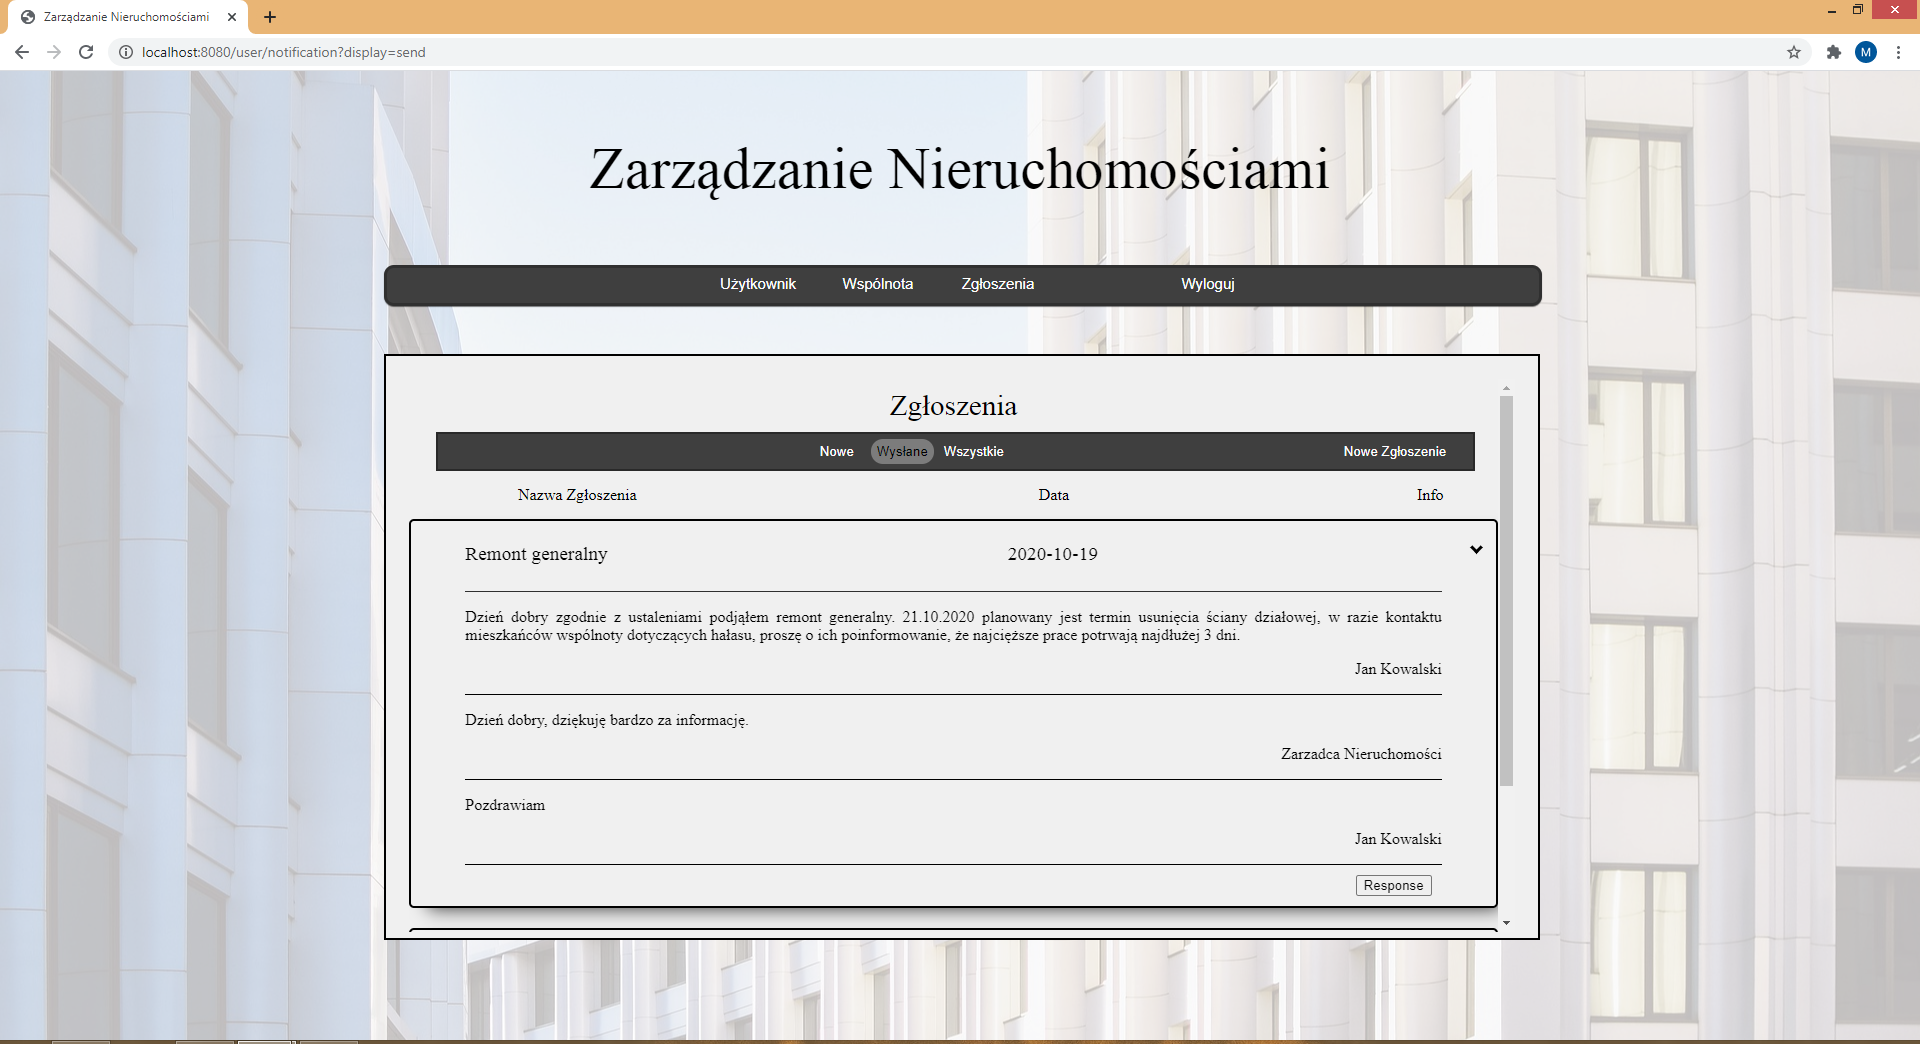 Zarządzanie Nieruchomościami
localhost:8080/user/notification?display=send
M
Zarządzanie Nieruchomościami
Użytkownik Wspólnota Zgłoszenia Wyloguj
Zgłoszenia
Nowe Wysłane Wszystkie Nowe Zgłoszenie
Nazwa Zgłoszenia Data Info
Remont generalny 2020-10-19
Dzień dobry zgodnie z ustaleniami podjąłem remont generalny. 21.10.2020 planowany jest termin usunięcia ściany działowej, w razie kontaktu
mieszkańców wspólnoty dotyczących hałasu, proszę o ich poinformowanie, że najcięższe prace potrwają najdłużej 3 dni.
Jan Kowalski
Dzień dobry, dziękuję bardzo za informację.
Zarzadca Nieruchomości
Pozdrawiam
Jan Kowalski
Response